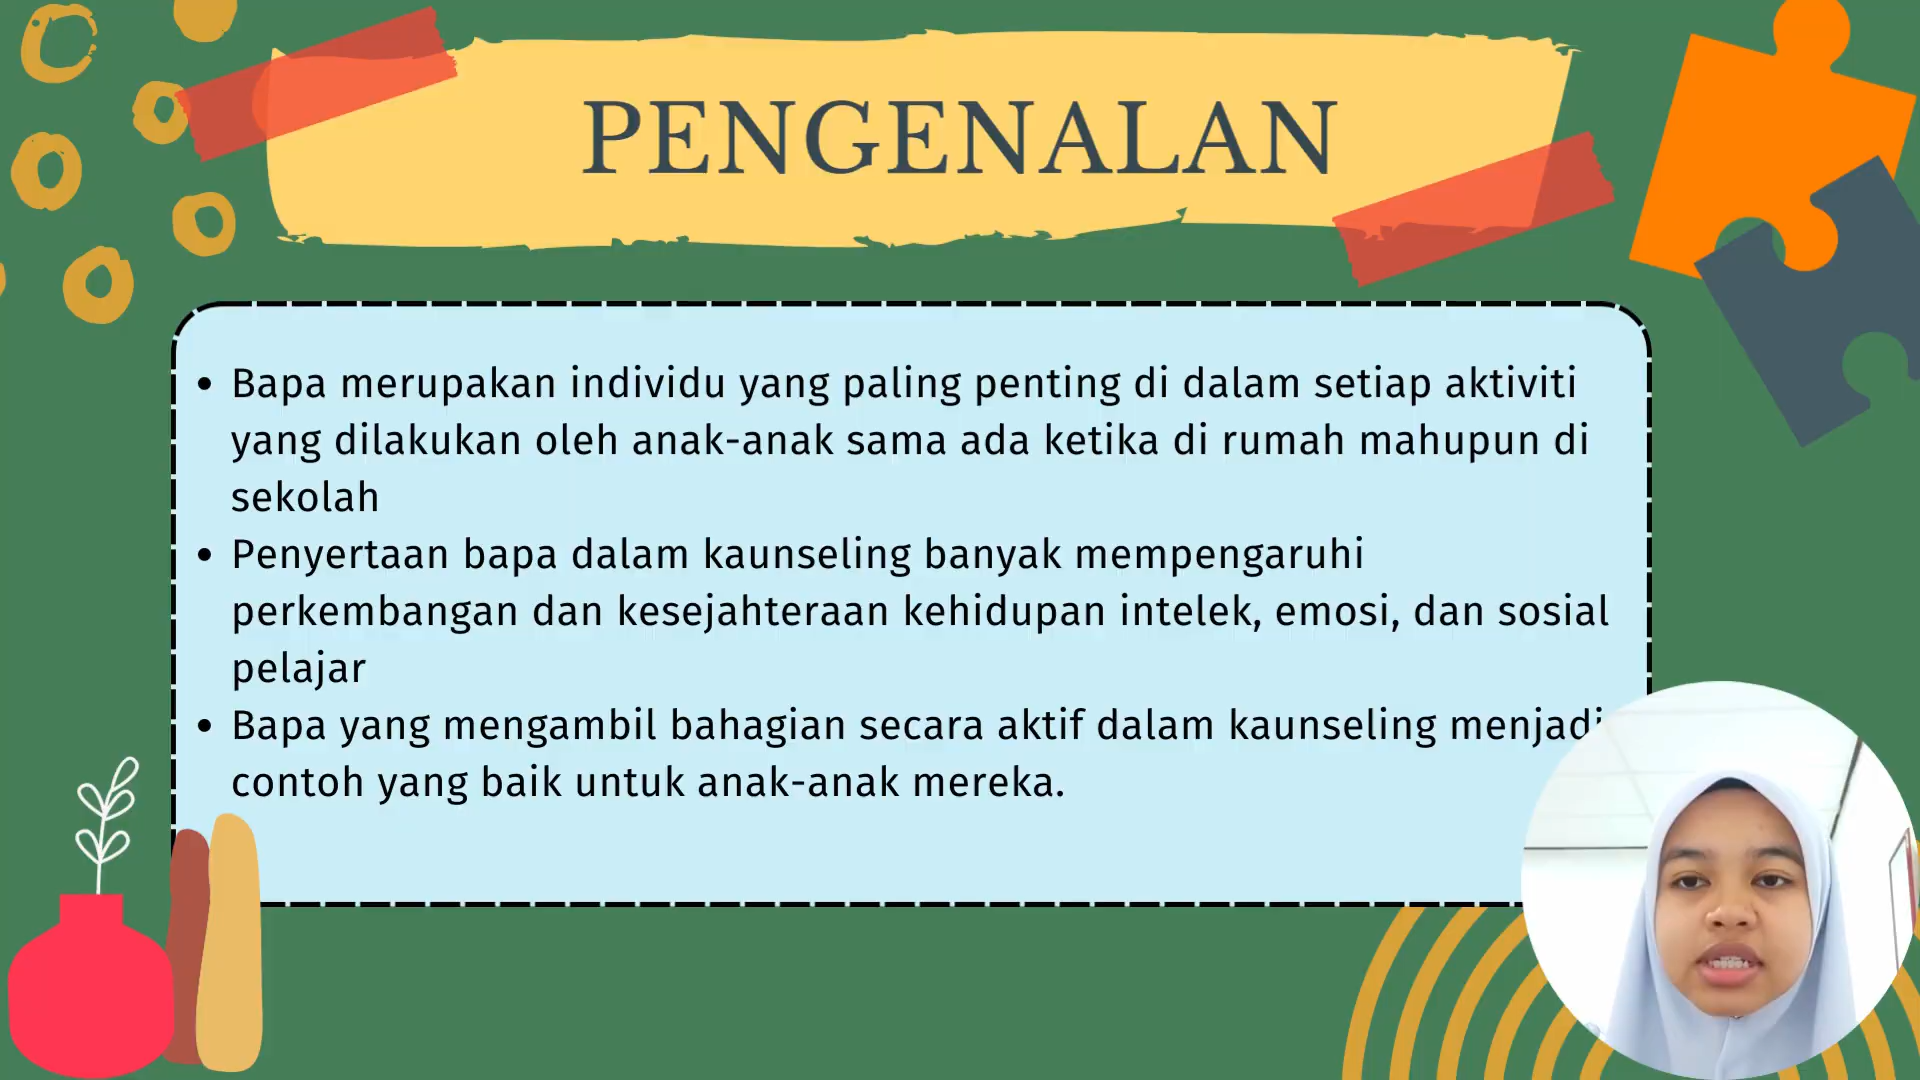 PENGENALAN
• Bapa merupakan individu yang paling penting di dalam setiap aktiviti
yang dilakukan oleh anak-anak sama ada ketika di rumah mahupun di
sekolah
• Penyertaan bapa dalam kaunseling banyak mempengaruhi
perkembangan dan kesejahteraan kehidupan intelek, emosi, dan sosial
pelajar
• Bapa yang mengambil bahagian secara aktif dalam kaunseling menjadi
contoh yang baik untuk anak-anak mereka.